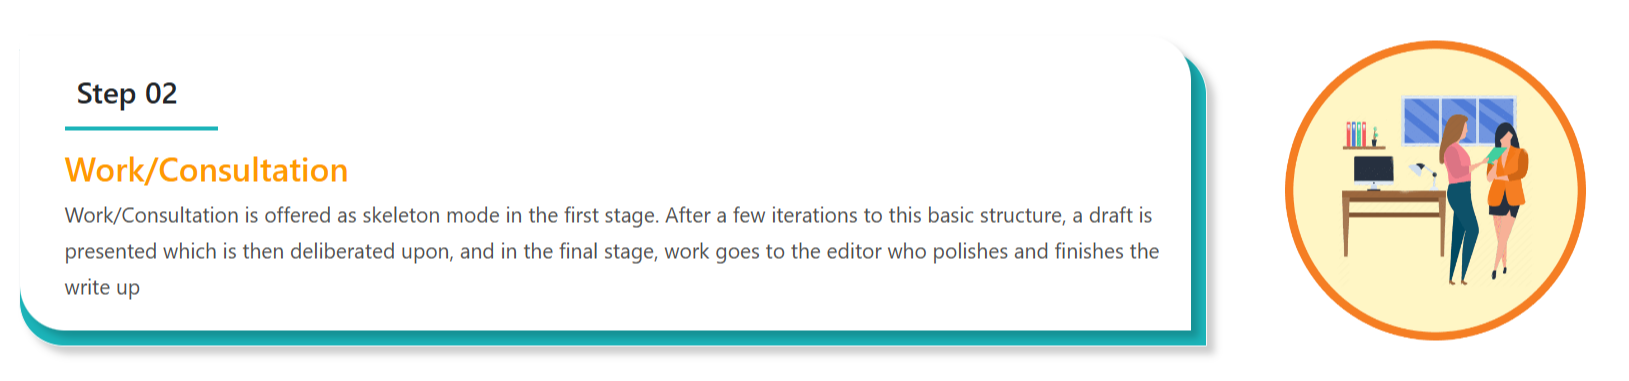 Step 02
Work/Consultation
Work/Consultation is offered as skeleton mode in the first stage. After a few iterations to this basic structure, a draft is
presented which is then deliberated upon, and in the final stage, work goes to the editor who polishes and finishes the
write up